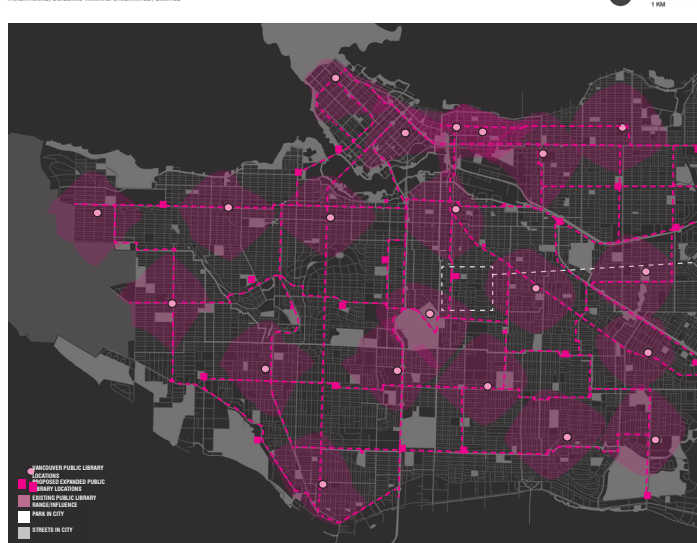 1 KM
VANCOUVER PUBLIC LIBRARY
LOCATIONS
PROPOSED EXPANDED PUBLIC
LIBRARY LOCATIONS
EXISTING PUBLIC LIBRARY
RANGE/INFLUENCE
PARK IN CITY
STREETS IN CITY